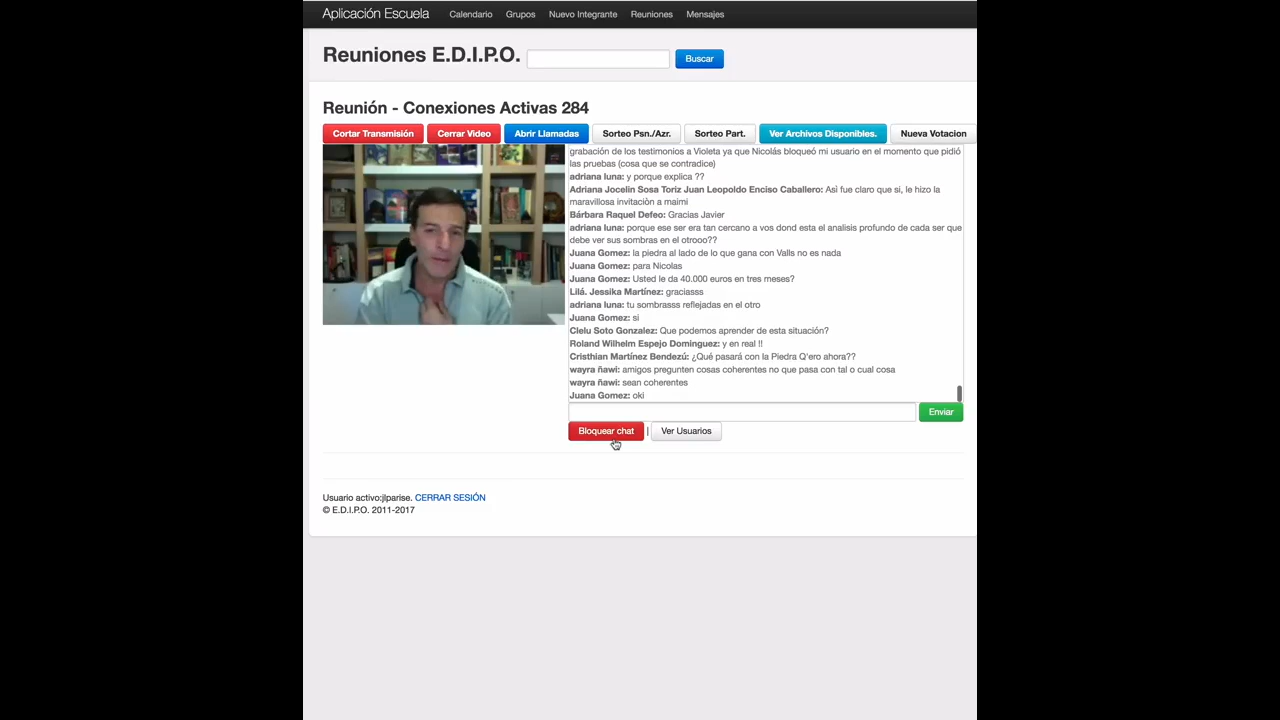 Aplicación Escuela Calendario Grupos Nuevo Integrante Reuniones Mensajes
Reuniones E.D.I.P.O. Buscar
Reunión - Conexiones Activas 284
Cortar Transmisión Cerrar Video Abrir Llamadas Sorteo Psn./Azr. Sorteo Part. Ver Archivos Disponibles. Nueva Votacion
grabación de los testimonios a Violeta ya que Nicolás bloqueó mi usuario en el momento que pidió
las pruebas (cosa que se contradice)
adriana luna: y porque explica ??
Adriana Jocelin Sosa Toriz Juan Leopoldo Enciso Caballero: Asì fue claro que si, le hizo la
maravillosa invitaciòn a maimi
Bárbara Raquel Defeo: Gracias Javier
adriana luna: porque ese ser era tan cercano a vos dond esta el analisis profundo de cada ser que
debe ver sus sombras en el otrooo??
Juana Gomez: la piedra al lado de lo que gana con Valls no es nada
Juana Gomez: para Nicolas
Juana Gomez: Usted le da 40.000 euros en tres meses?
Lilá. Jessika Martínez: graciasss
adriana luna: tu sombrasss reflejadas en el otro
Juana Gomez: si
Clelu Soto Gonzalez: Que podemos aprender de esta situación?
Roland Wilhelm Espejo Dominguez: y en real !!
Cristhian Martínez Bendezú: ¿Qué pasará con la Piedra Q'ero ahora??
wayra ñawi: amigos pregunten cosas coherentes no que pasa con tal o cual cosa
wayra ñawi: sean coherentes
Juana Gomez: oki
Enviar
Bloquear chat | Ver Usuarios
Usuario activo:jlparise. CERRAR SESIÓN
© E.D.I.P.O. 2011-2017